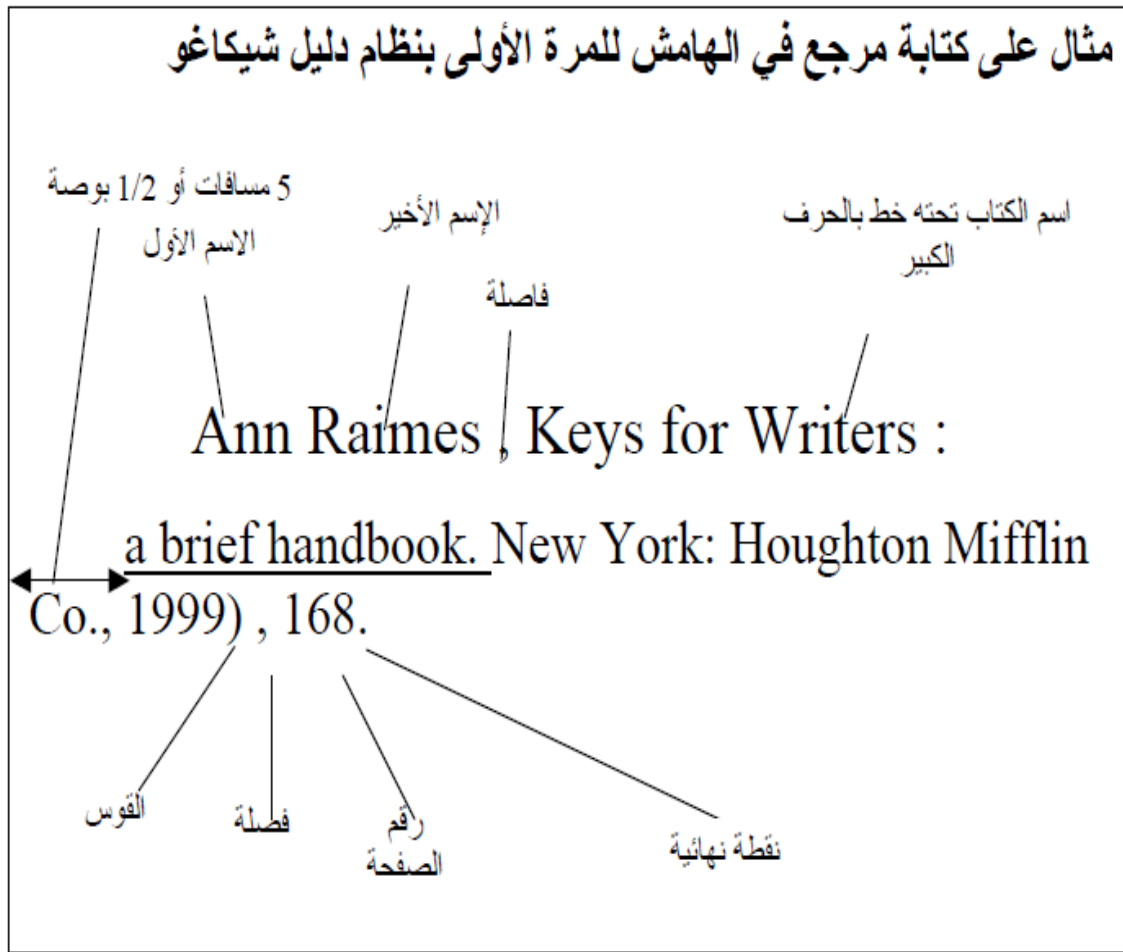 مثال على كتابة مرجع في الهامش للمرة الأولى بنظام دليل شيكاغو
5 مسافات أو 1/2 بوصة
الاسم الأول
الإسم الأخير
فاصلة
اسم الكتاب تحته خط بالحرف
الكبير
Ann Raimes , Keys for Writers :
a brief handbook. New York: Houghton Mifflin
Co., 1999) , 168.
القوس
فصلة
رقم
الصفحة
نقطة نهائية